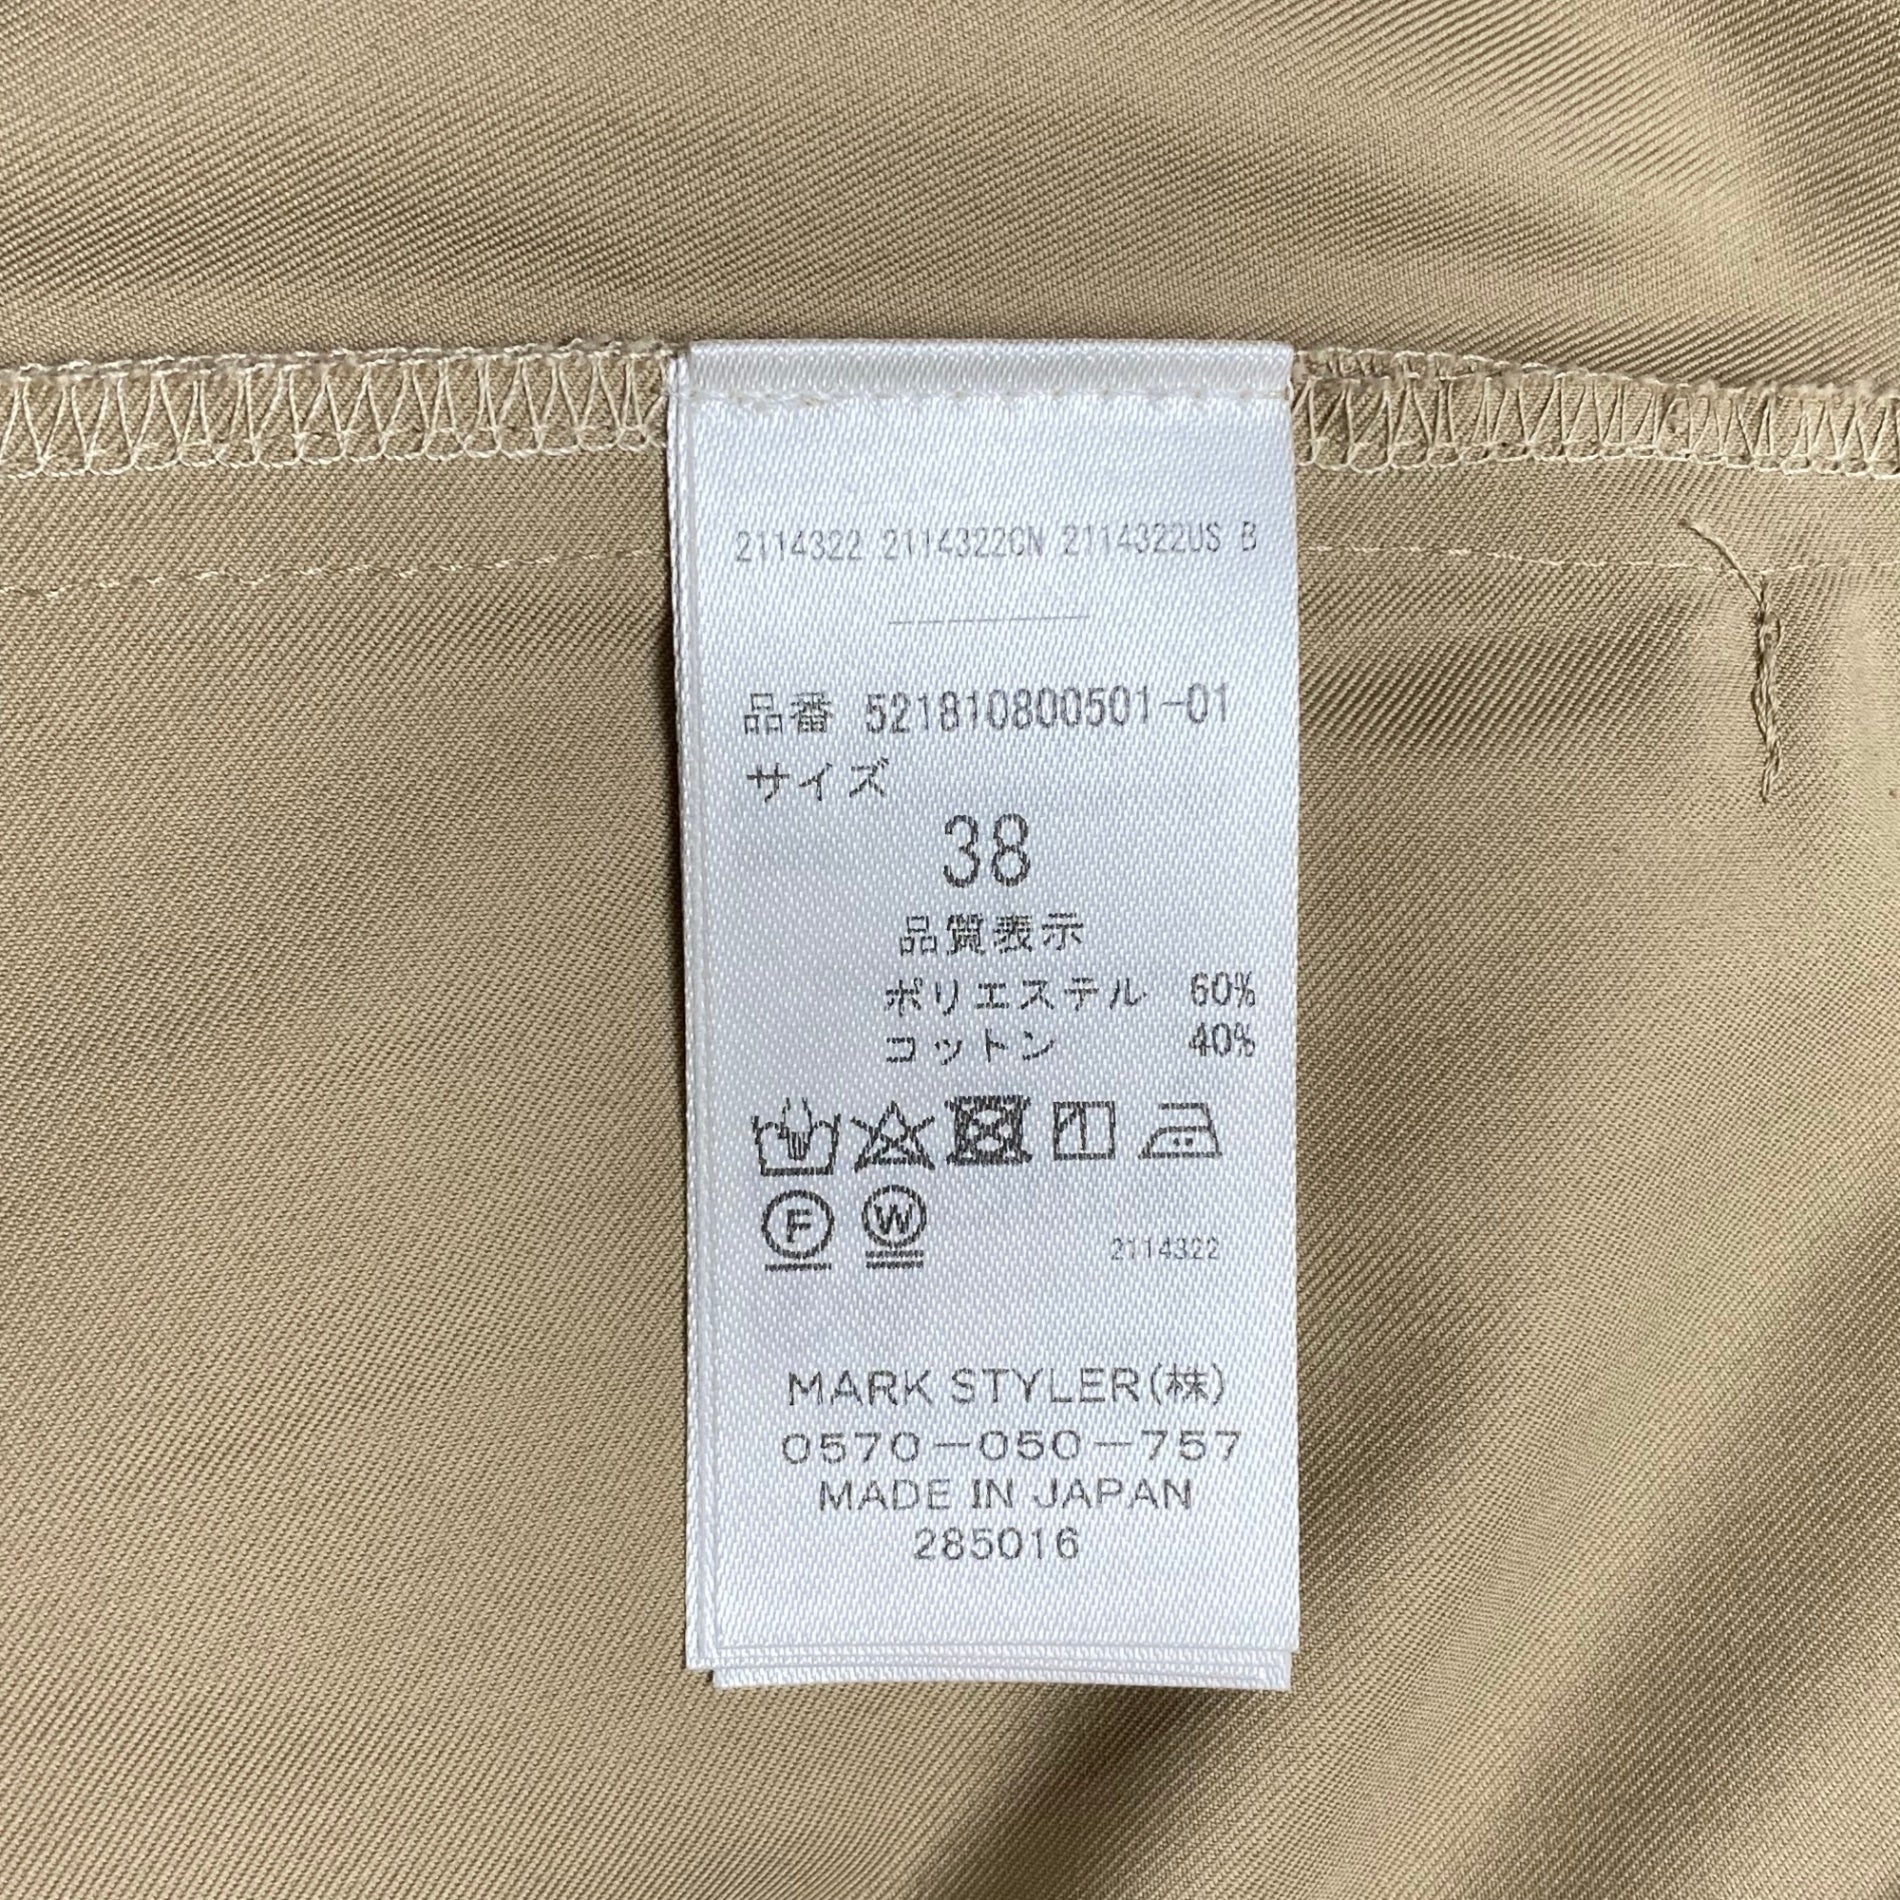 2114322 2114322CN 2114322US B
品番 521810800501-01
サイズ
38
品質表示
ポリエステル 60%
コットン 40%
F W
2114322
MARK STYLER(株)
0570-050-757
MADE IN JAPAN
285016